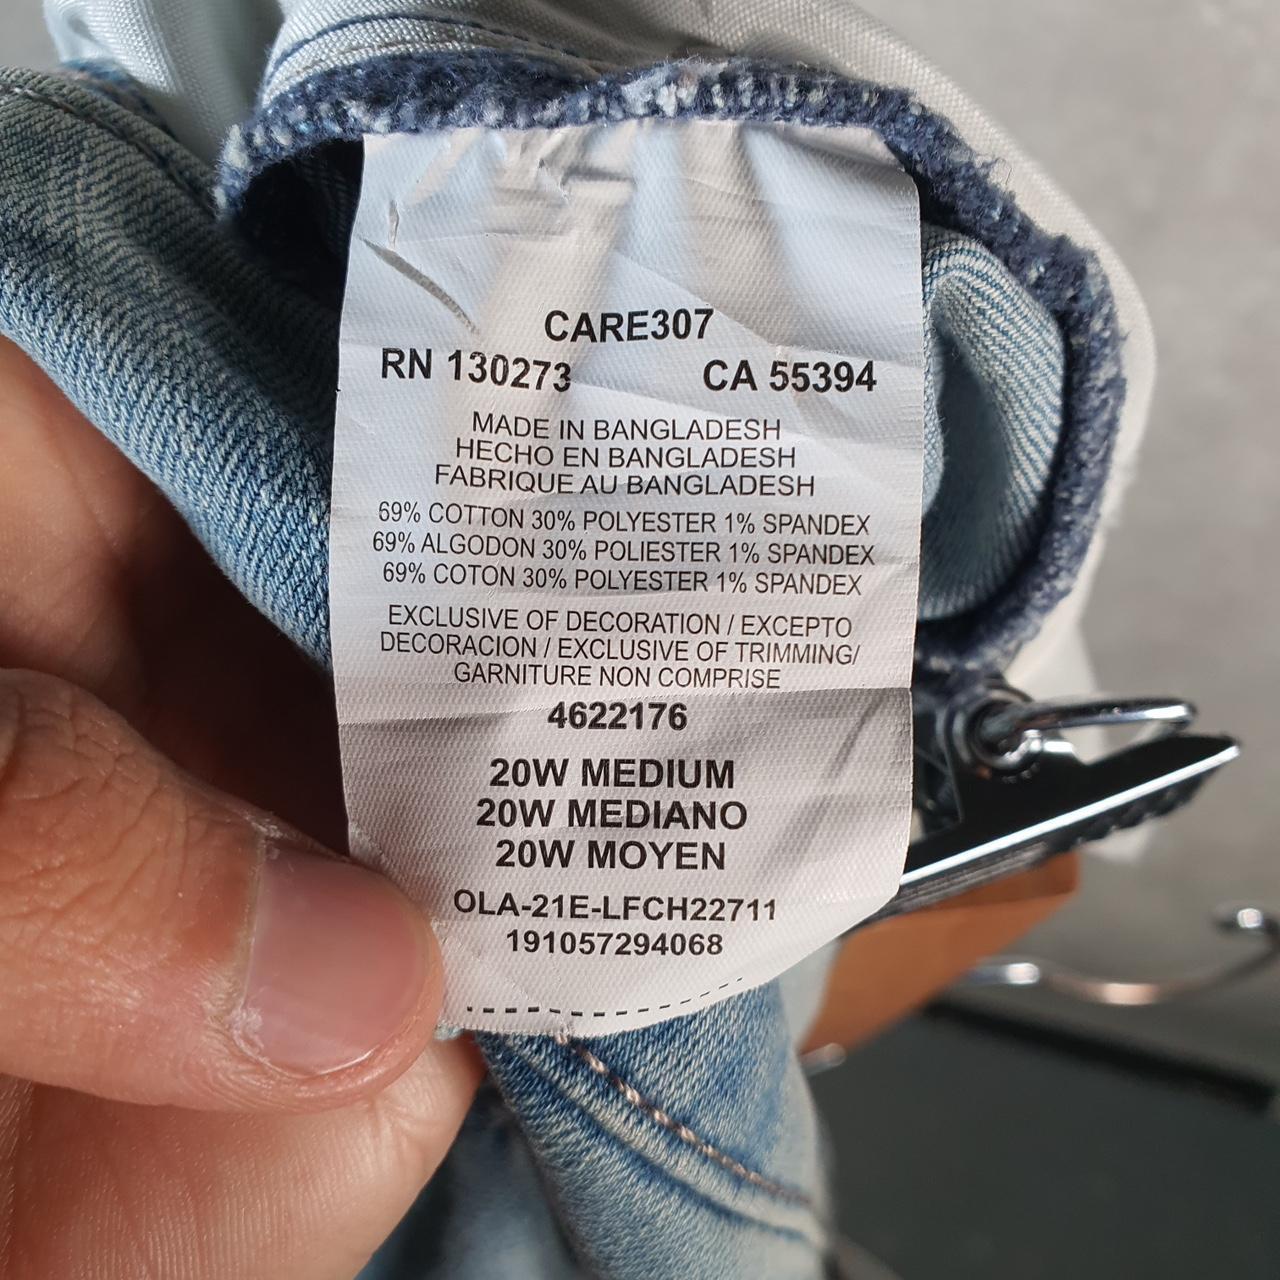 CARE307
RN 130273 CA 55394
MADE IN BANGLADESH
HECHO EN BANGLADESH
FABRIQUE AU BANGLADESH
69% COTTON 30% POLYESTER 1% SPANDEX
69% ALGODON 30% POLIESTER 1% SPANDEX
69% COTON 30% POLYESTER 1% SPANDEX
EXCLUSIVE OF DECORATION / EXCEPTO
DECORACION / EXCLUSIVE OF TRIMMING/
GARNITURE NON COMPRISE
4622176
20W MEDIUM
20W MEDIANO
20W MOYEN
OLA-21E-LFCH22711
191057294068